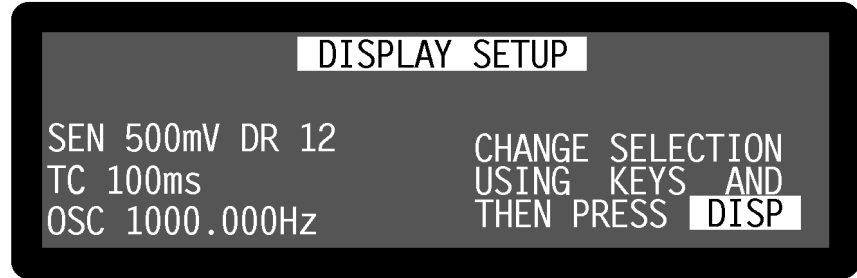 DISPLAY SETUP
SEN 500mV DR 12
TC 100ms
OSC 1000.000Hz
CHANGE SELECTION
USING KEYS AND
THEN PRESS DISP